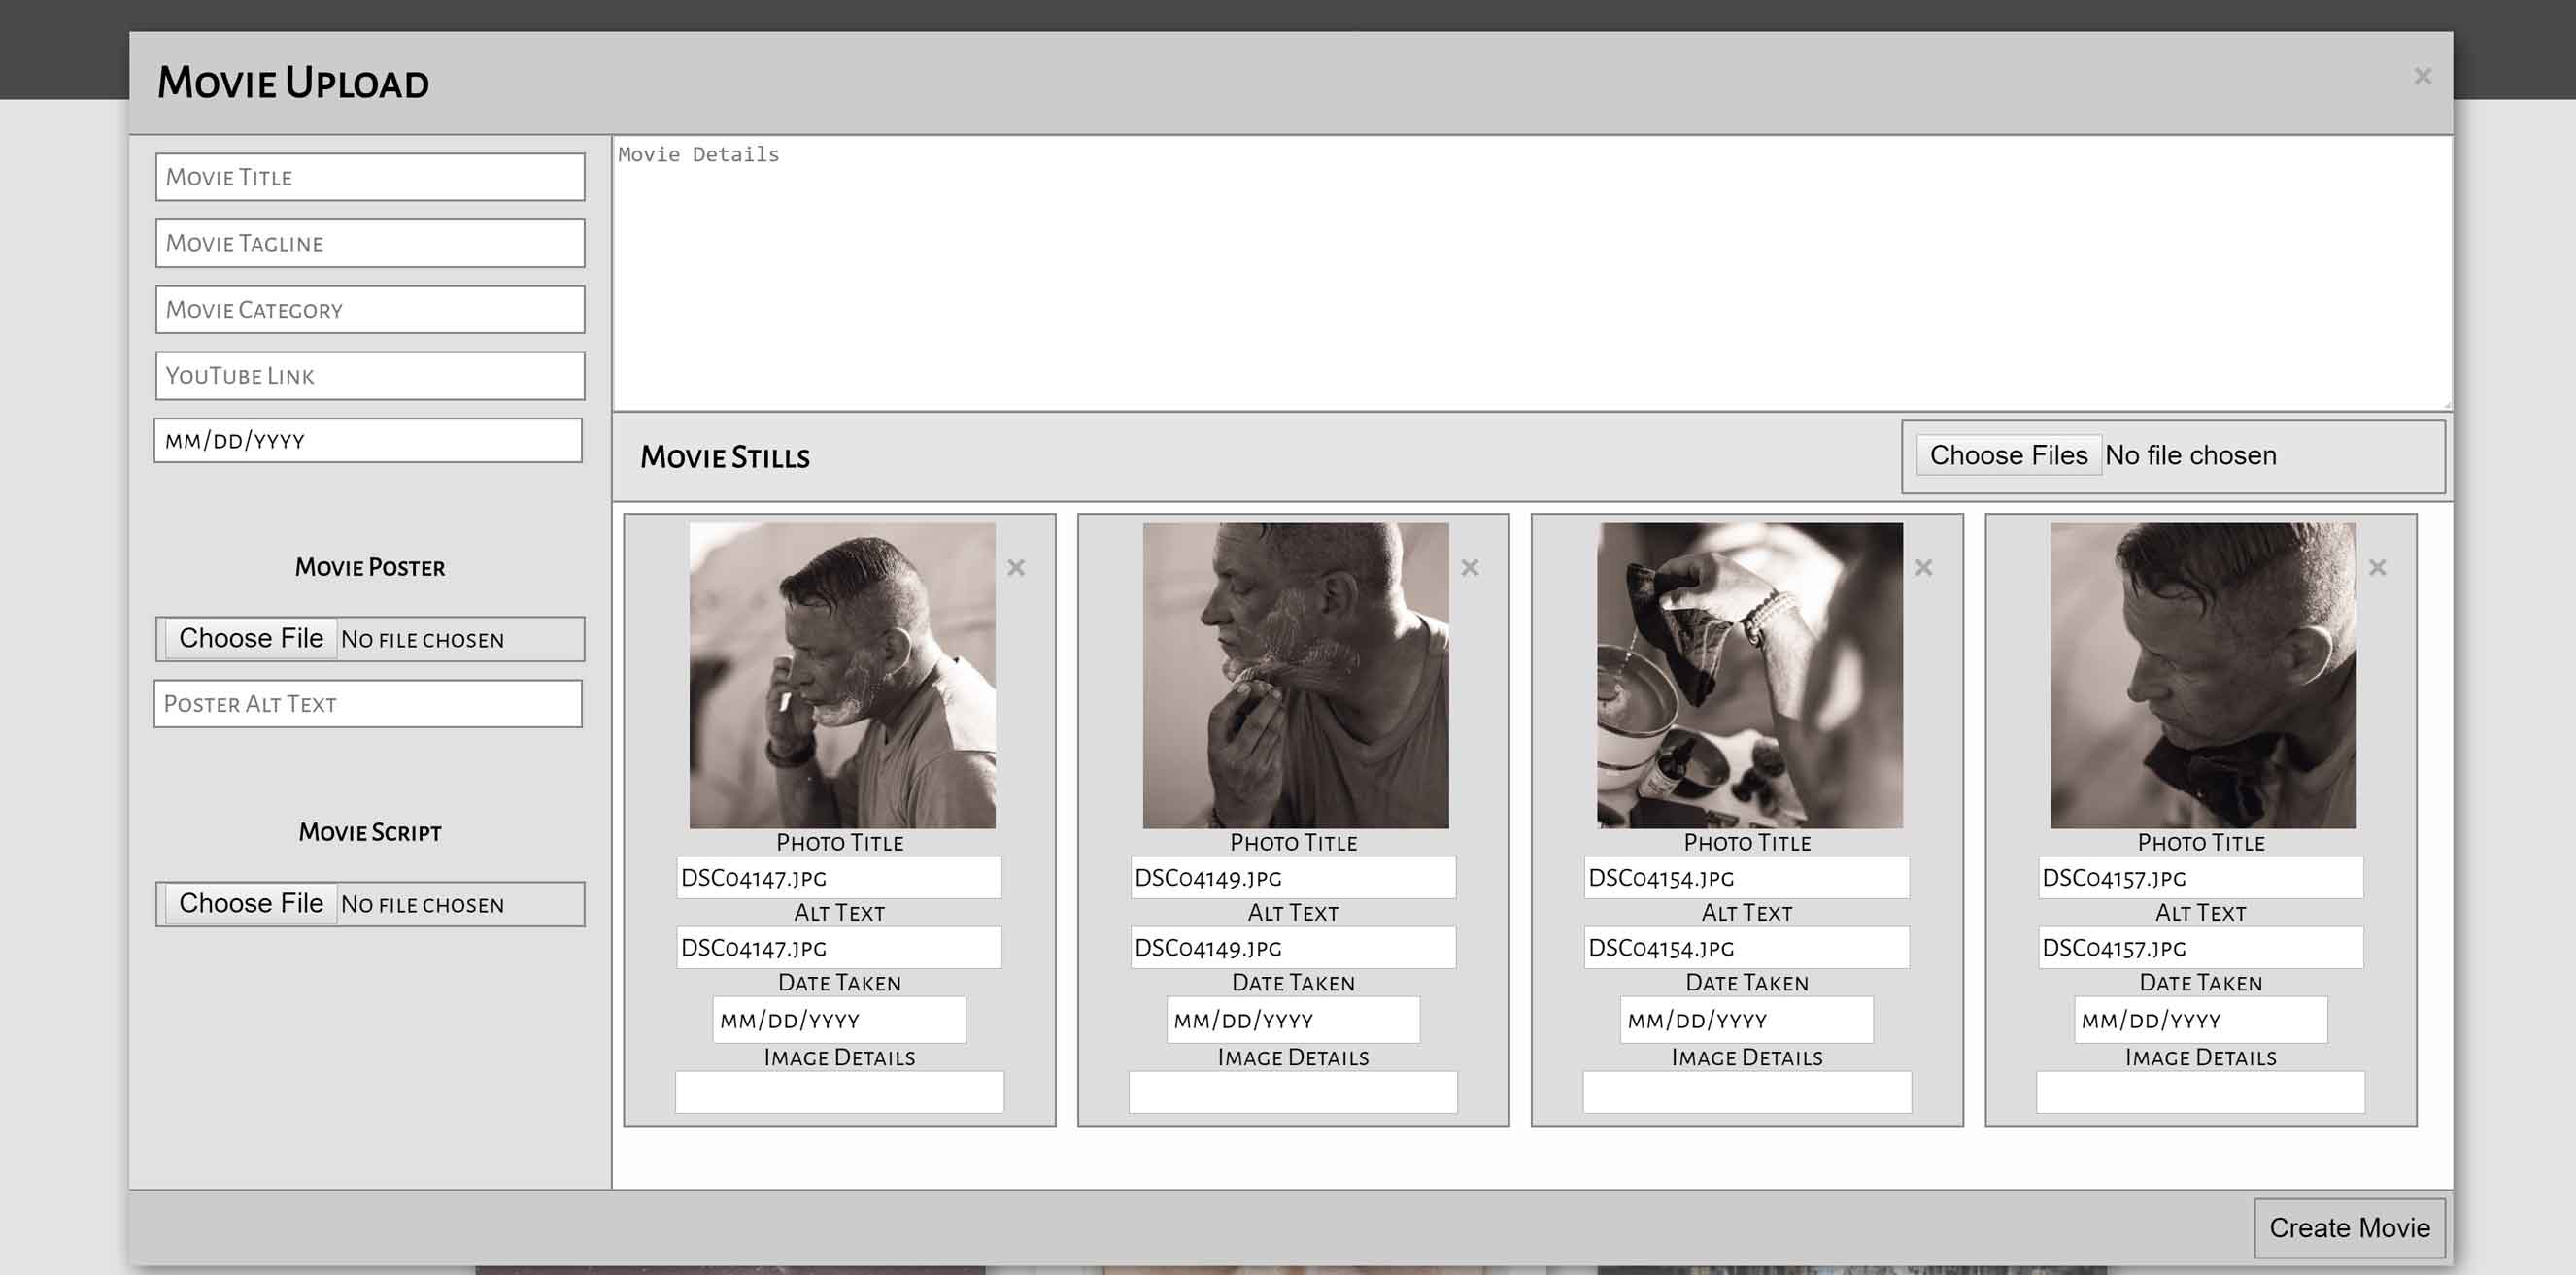 Movie Upload
×
Movie Title
Movie Tagline
Movie Category
YouTube Link
mm/dd/yyyy
Movie Poster
Choose File No file chosen
Poster Alt Text
Movie Script
Choose File No file chosen
Movie Details
Movie Stills
Choose Files No file chosen
× × × ×
Photo Title Photo Title Photo Title Photo Title
DSC04147.jpg DSC04149.jpg DSC04154.jpg DSC04157.jpg
Alt Text Alt Text Alt Text Alt Text
DSC04147.jpg DSC04149.jpg DSC04154.jpg DSC04157.jpg
Date Taken Date Taken Date Taken Date Taken
mm/dd/yyyy mm/dd/yyyy mm/dd/yyyy mm/dd/yyyy
Image Details Image Details Image Details Image Details
Create Movie